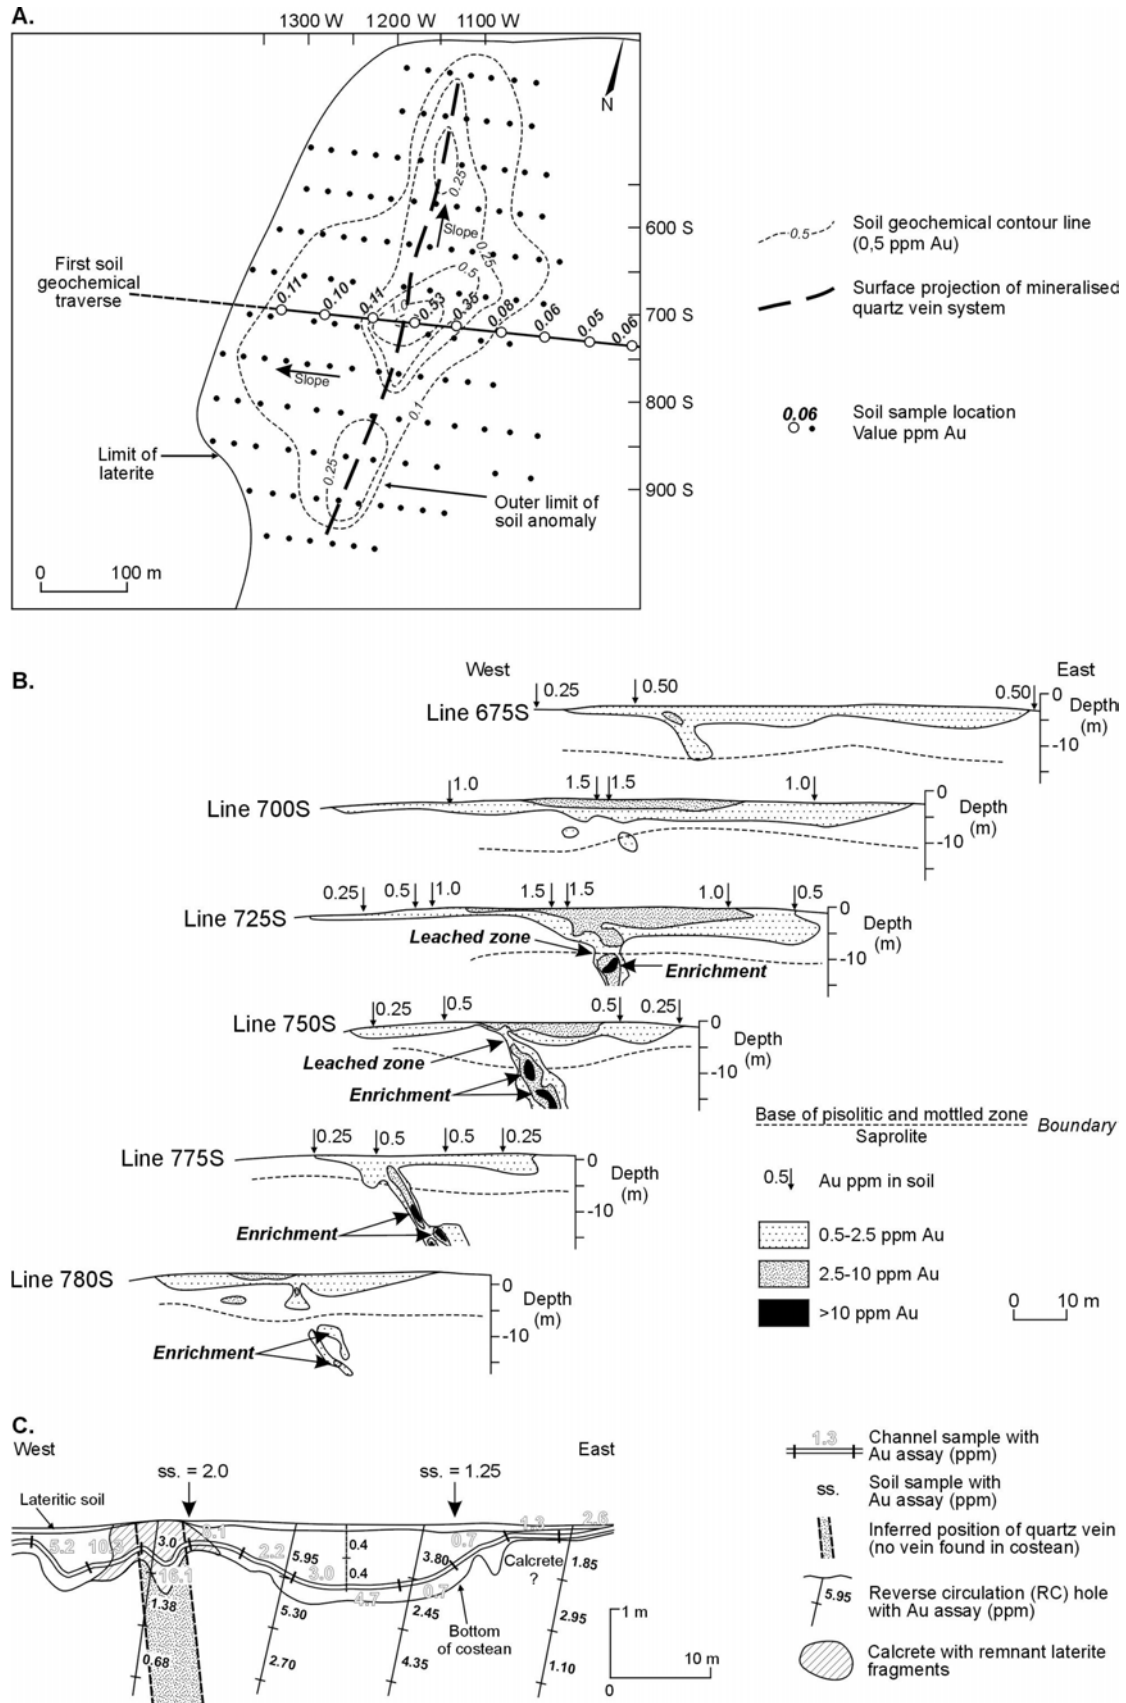 A.
1300 W
1200 W
1100 W
N
600 S
700 S
800 S
900 S
First soil
geochemical
traverse
0.11
0.10
0.11
0.53
0.35
0.08
0.06
0.05
0.06
0.25
0.25
0.5
1.0
0.1
0.25
Slope
Slope
Limit of
laterite
Outer limit of
soil anomaly
0
100 m
0.5
Soil geochemical contour line
(0,5 ppm Au)
Surface projection of mineralised
quartz vein system
0.06
Soil sample location
Value ppm Au
B.
West
East
Line 675S
0.25
0.50
0.50
0
-10
Depth
(m)
Line 700S
1.0
1.5
1.5
1.0
0
-10
Depth
(m)
Line 725S
0.25
0.5
1.0
1.5
1.5
1.0
0.5
0
-10
Depth
(m)
Leached zone
Enrichment
Line 750S
0.25
0.5
0.5
0.25
0
-10
Depth
(m)
Leached zone
Enrichment
Line 775S
0.25
0.5
0.5
0.25
0
-10
Depth
(m)
Enrichment
Line 780S
0
-10
Depth
(m)
Enrichment
Base of pisolitic and mottled zone
Saprolite
Boundary
0.5
Au ppm in soil
0.5-2.5 ppm Au
2.5-10 ppm Au
>10 ppm Au
0
10 m
C.
West
East
ss. = 2.0
ss. = 1.25
Lateritic soil
5.2
3.0
8.1
16.1
1.38
0.68
2.2
5.95
3.0
0.4
0.4
4.7
3.80
0.7
0.7
1.3
2.6
5.30
2.70
2.45
4.35
Calcrete
?
1.85
2.95
1.10
Bottom
of costean
1 m
0
10 m
1.3
Channel sample with
Au assay (ppm)
ss.
Soil sample with
Au assay (ppm)
Inferred position of quartz vein
(no vein found in costean)
5.95
Reverse circulation (RC) hole
with Au assay (ppm)
Calcrete with remnant laterite
fragments